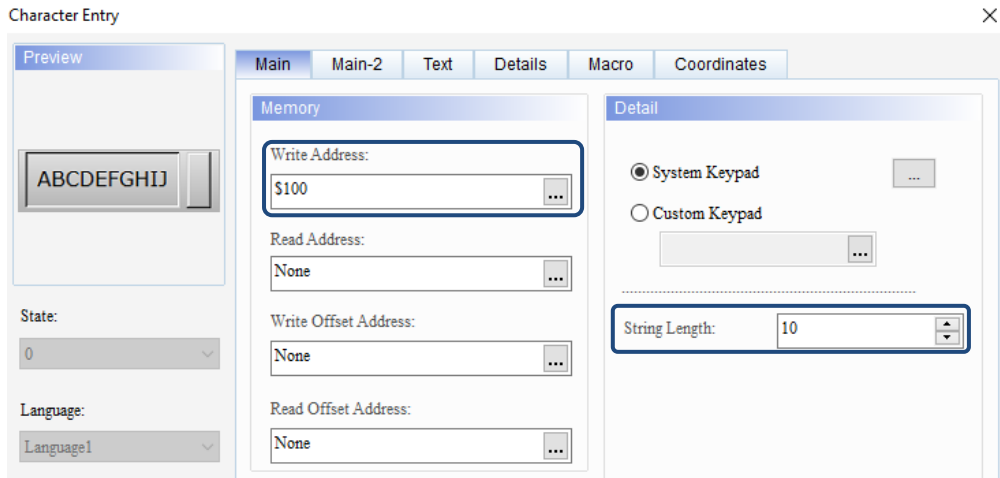 Character Entry
Preview
ABCDEFGHIJ
State:
0
Language:
Language1
Main Main-2 Text Details Macro Coordinates
Memory
Write Address:
$100
...
Read Address:
None
...
Write Offset Address:
None
...
Read Offset Address:
None
...
Detail
System Keypad
...
Custom Keypad
...
String Length:
10